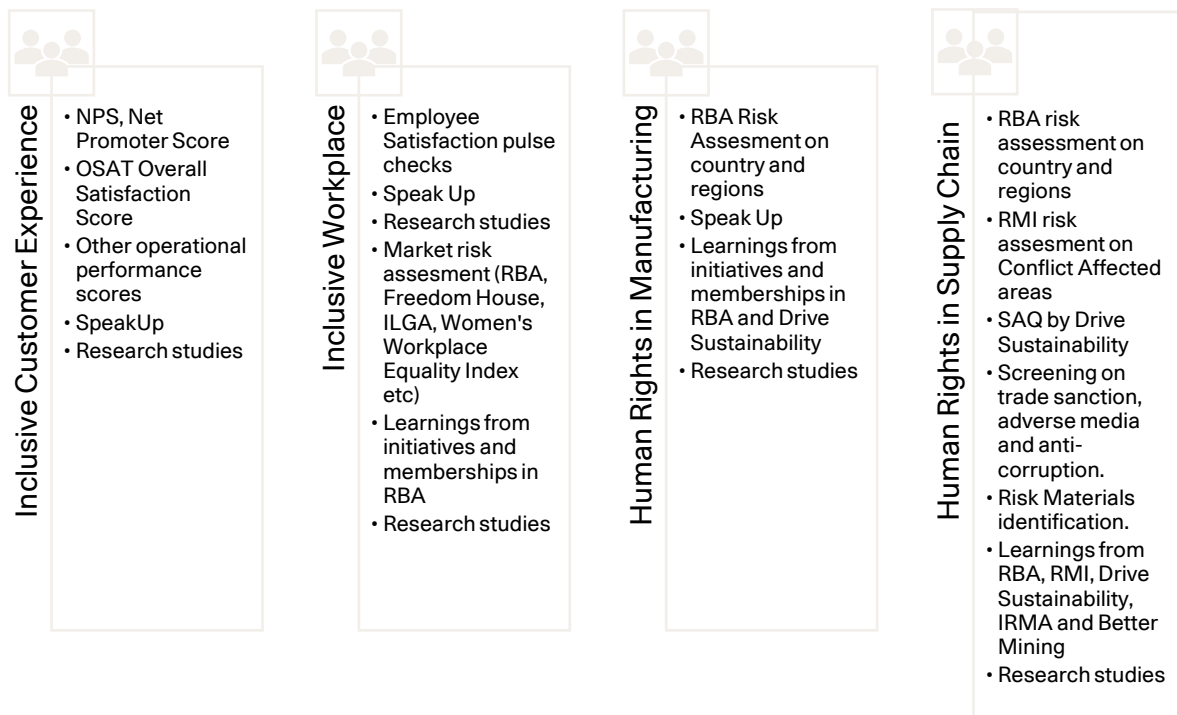 Inclusive Customer Experience
• NPS, Net
Promoter Score
• OSAT Overall
Satisfaction
Score
• Other operational
performance
scores
• SpeakUp
• Research studies
Inclusive Workplace
• Employee
Satisfaction pulse
checks
• Speak Up
• Research studies
• Market risk
assesment (RBA,
Freedom House,
ILGA, Women's
Workplace
Equality Index
etc)
• Learnings from
initiatives and
memberships in
RBA
• Research studies
Human Rights in Manufacturing
• RBA Risk
Assesment on
country and
regions
• Speak Up
• Learnings from
initiatives and
memberships in
RBA and Drive
Sustainability
• Research studies
Human Rights in Supply Chain
• RBA risk
assessment on
country and
regions
• RMI risk
assesment on
Conflict Affected
areas
• SAQ by Drive
Sustainability
• Screening on
trade sanction,
adverse media
and anti-
corruption.
• Risk Materials
identification.
• Learnings from
RBA, RMI, Drive
Sustainability,
IRMA and Better
Mining
• Research studies